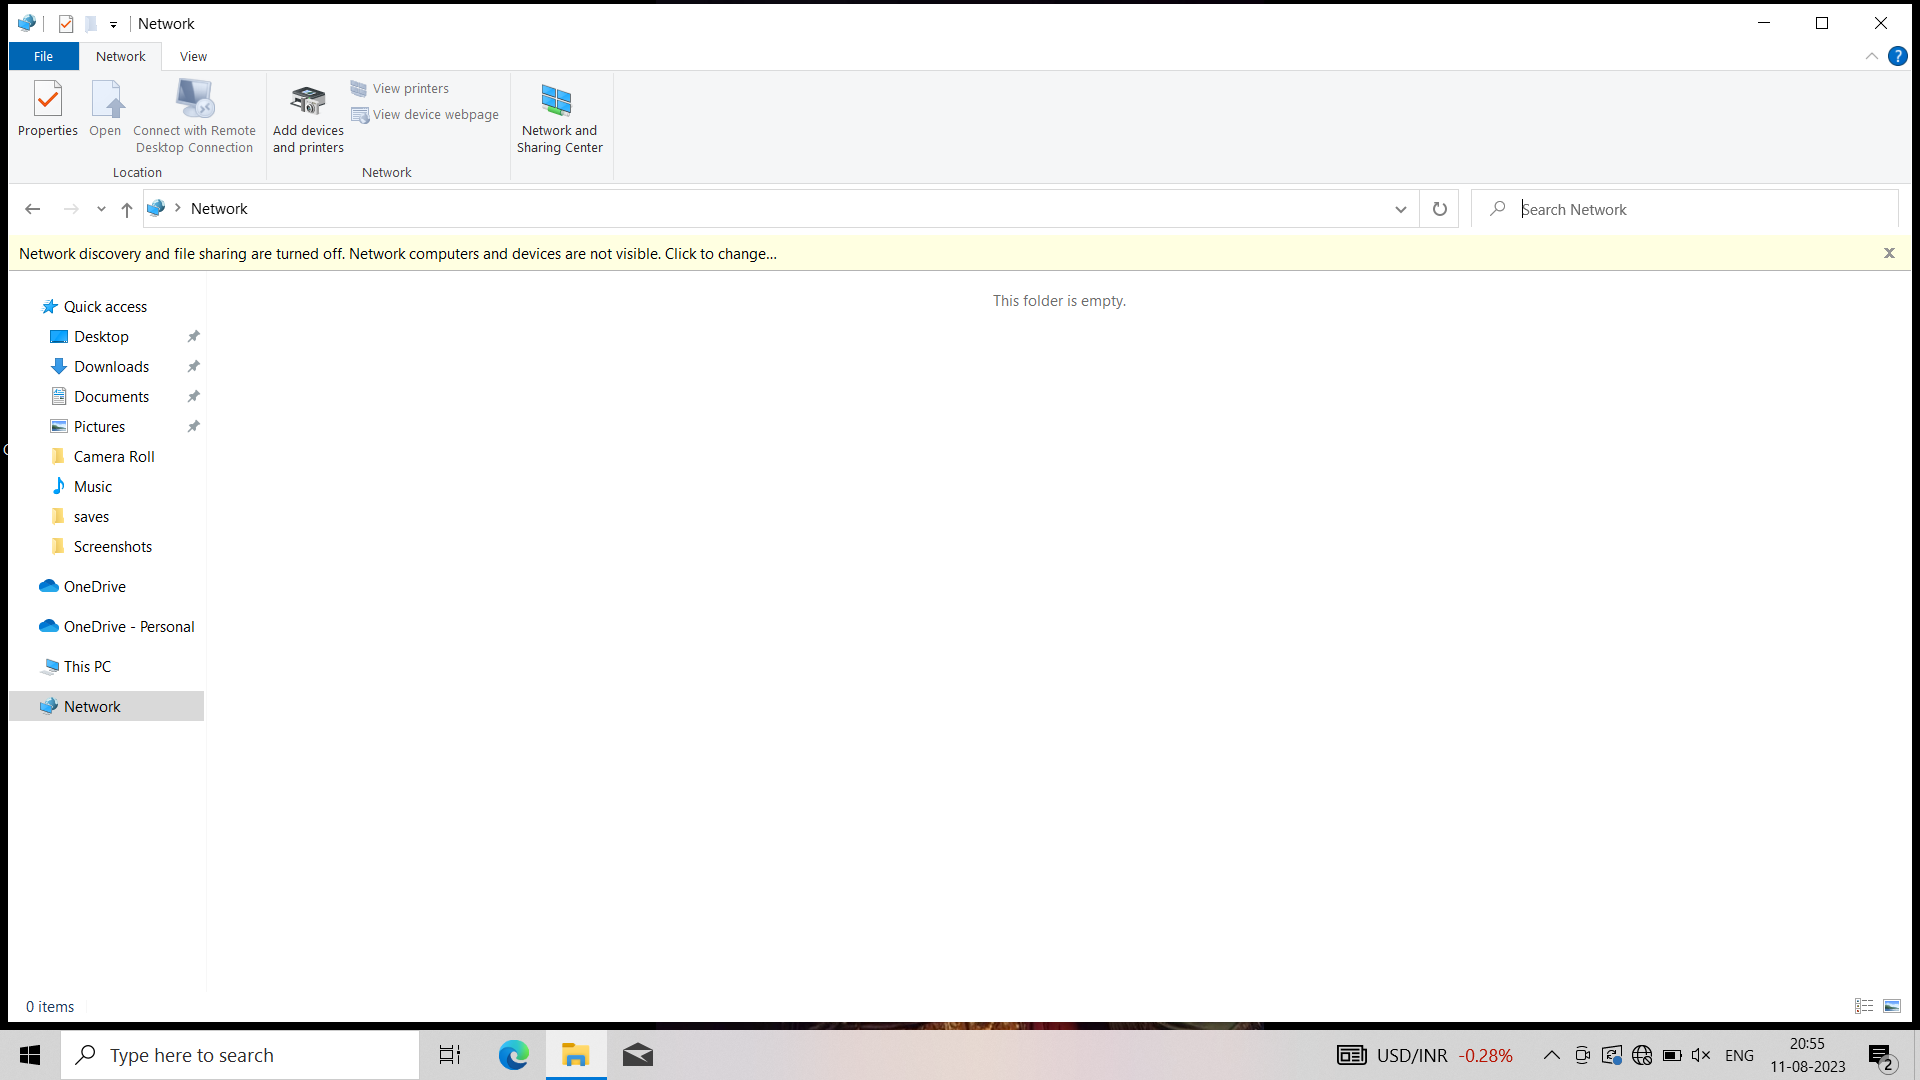 Network
File
Network
View
?
Properties
Open
Connect with Remote
Desktop Connection
Add devices
and printers
View printers
View device webpage
Network and
Sharing Center
Location
Network
Network
Search Network
Network discovery and file sharing are turned off. Network computers and devices are not visible. Click to change...
Quick access
This folder is empty.
Desktop
Downloads
Documents
Pictures
Camera Roll
Music
saves
Screenshots
OneDrive
OneDrive - Personal
This PC
Network
0 items
Type here to search
USD/INR -0.28%
ENG
20:55
11-08-2023
2